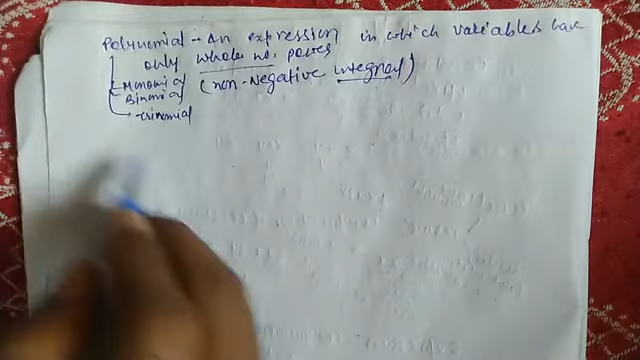 Polynomial - An expression in which variables have
only whole no. powers
(non-Negative integral)
Monomial
Binomial
trinomial